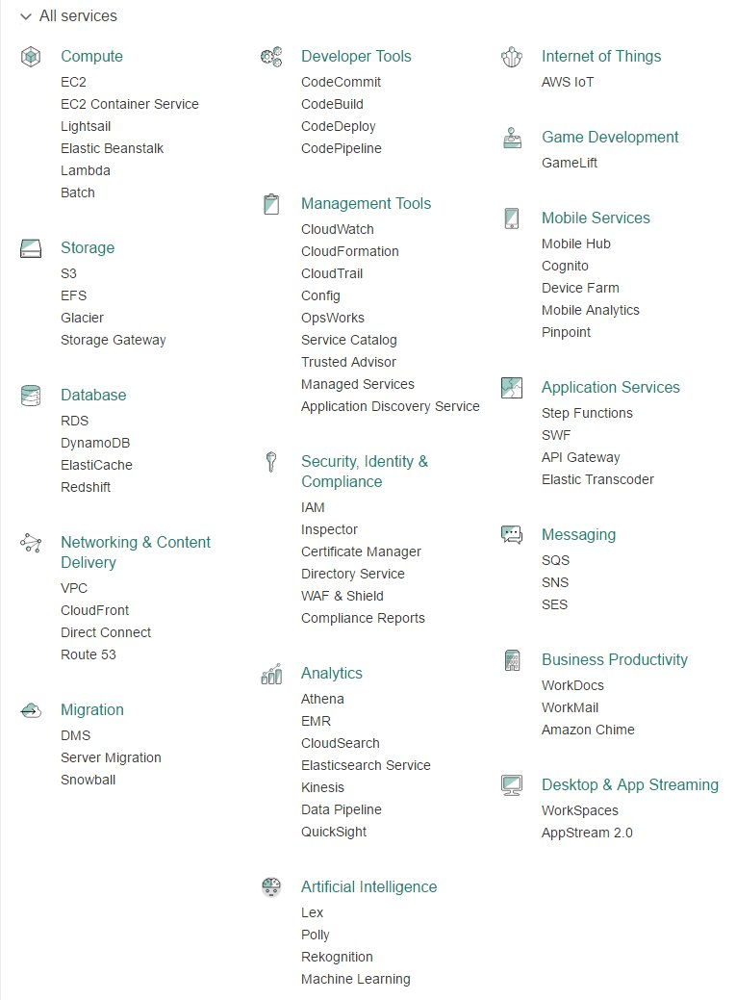 All services
Compute
EC2
EC2 Container Service
Lightsail
Elastic Beanstalk
Lambda
Batch
Storage
S3
EFS
Glacier
Storage Gateway
Database
RDS
DynamoDB
ElastiCache
Redshift
Networking & Content
Delivery
VPC
CloudFront
Direct Connect
Route 53
Migration
DMS
Server Migration
Snowball
Developer Tools
CodeCommit
CodeBuild
CodeDeploy
CodePipeline
Management Tools
CloudWatch
CloudFormation
CloudTrail
Config
OpsWorks
Service Catalog
Trusted Advisor
Managed Services
Application Discovery Service
Security, Identity &
Compliance
IAM
Inspector
Certificate Manager
Directory Service
WAF & Shield
Compliance Reports
Analytics
Athena
EMR
CloudSearch
Elasticsearch Service
Kinesis
Data Pipeline
QuickSight
Artificial Intelligence
Lex
Polly
Rekognition
Machine Learning
Internet of Things
AWS IoT
Game Development
GameLift
Mobile Services
Mobile Hub
Cognito
Device Farm
Mobile Analytics
Pinpoint
Application Services
Step Functions
SWF
API Gateway
Elastic Transcoder
Messaging
SQS
SNS
SES
Business Productivity
WorkDocs
WorkMail
Amazon Chime
Desktop & App Streaming
WorkSpaces
AppStream 2.0